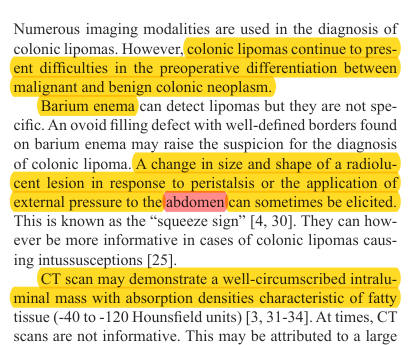 Numerous imaging modalities are used in the diagnosis of
colonic lipomas. However, colonic lipomas continue to pres-
ent difficulties in the preoperative differentiation between
malignant and benign colonic neoplasm.
Barium enema can detect lipomas but they are not spe-
cific. An ovoid filling defect with well-defined borders found
on barium enema may raise the suspicion for the diagnosis
of colonic lipoma. A change in size and shape of a radiolu-
cent lesion in response to peristalsis or the application of
external pressure to the abdomen can sometimes be elicited.
This is known as the “squeeze sign” [4, 30]. They can how-
ever be more informative in cases of colonic lipomas caus-
ing intussusceptions [25].
CT scan may demonstrate a well-circumscribed intralu-
minal mass with absorption densities characteristic of fatty
tissue (-40 to -120 Hounsfield units) [3, 31-34]. At times, CT
scans are not informative. This may be attributed to a large